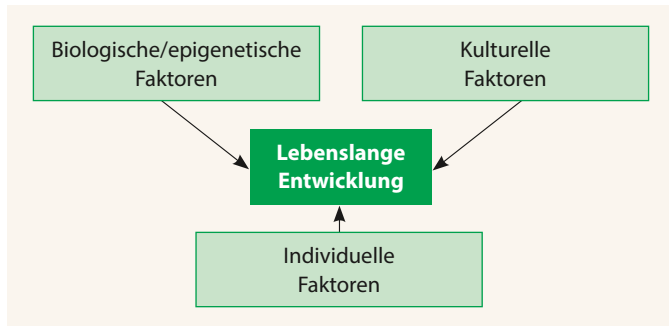 Biologische/epigenetische
Faktoren
Kulturelle
Faktoren
Lebenslange
Entwicklung
Individuelle
Faktoren